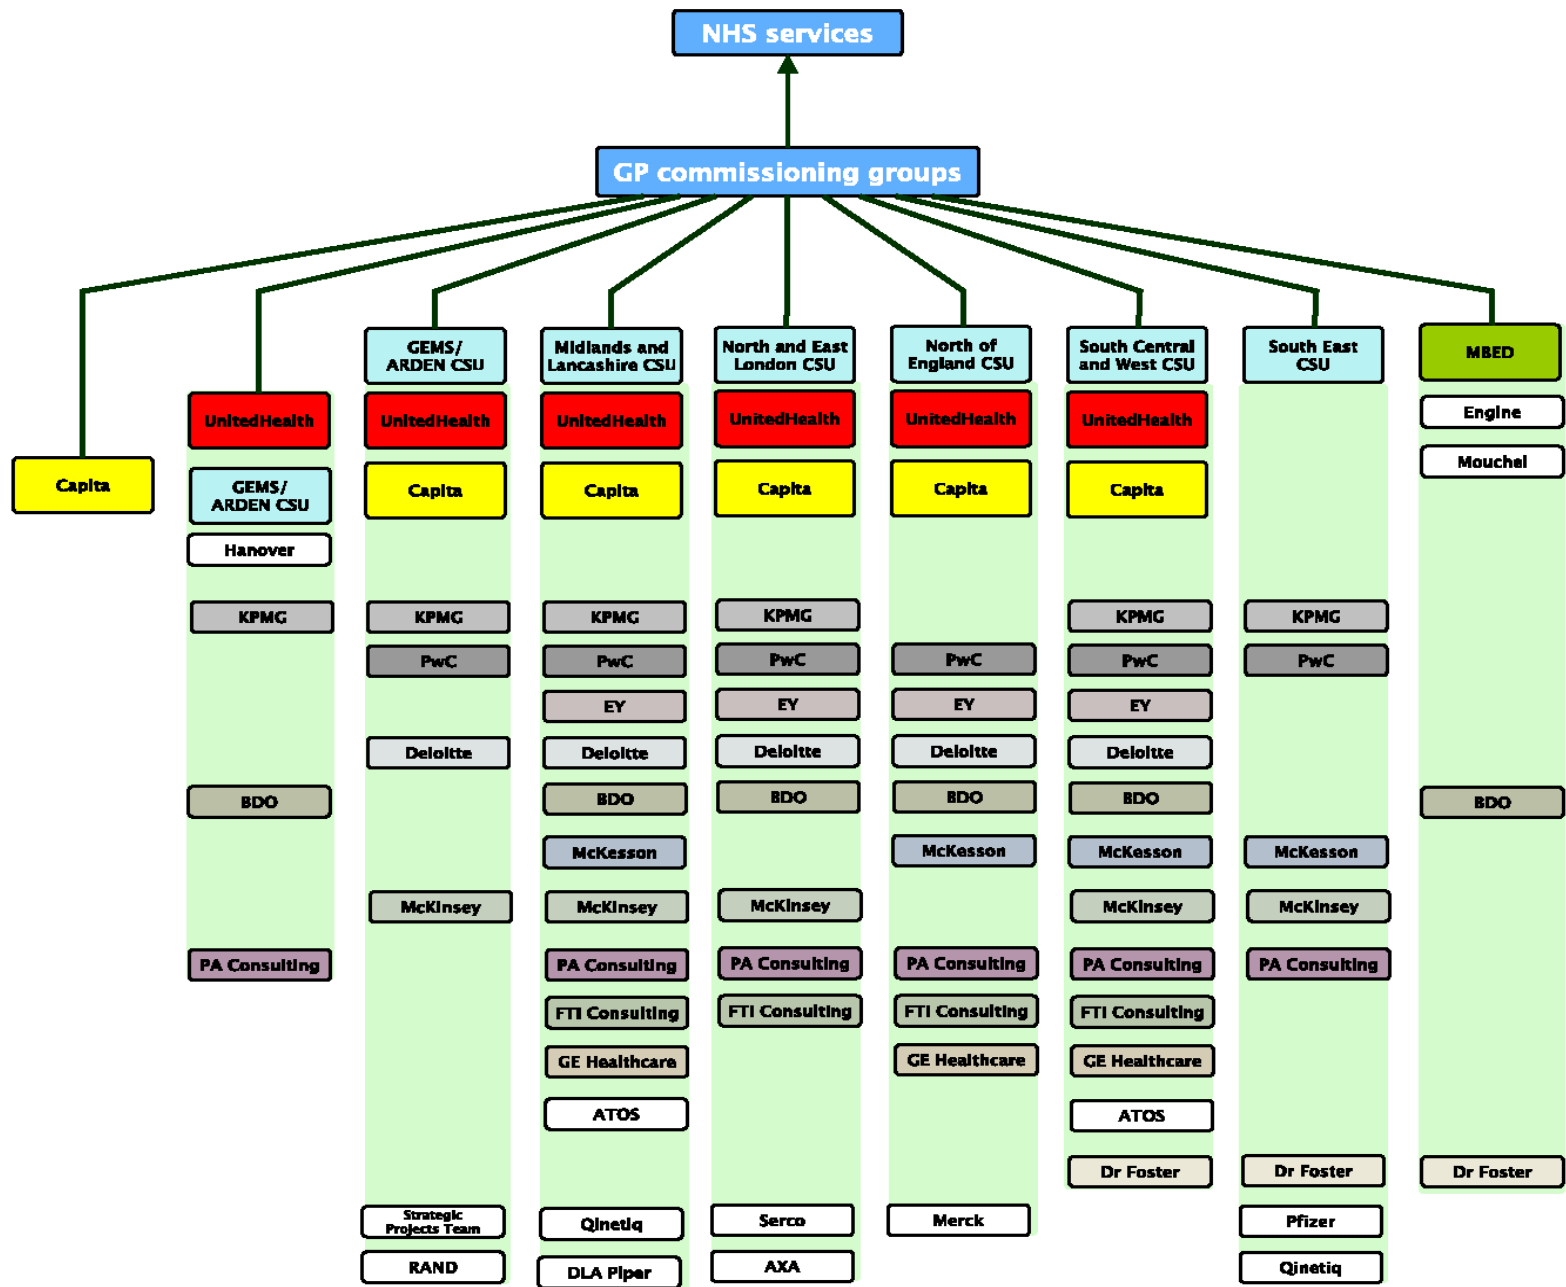 NHS services
GP commissioning groups
GEMS/
ARDEN CSU
Midlands and
Lancashire CSU
North and East
London CSU
North of
England CSU
South Central
and West CSU
South East
CSU
MBED
UnitedHealth
UnitedHealth
UnitedHealth
UnitedHealth
UnitedHealth
UnitedHealth
Engine
Mouchel
Capita
GEMS/
ARDEN CSU
Capita
Capita
Capita
Capita
Capita
Hanover
KPMG
KPMG
KPMG
KPMG
KPMG
KPMG
PwC
PwC
PwC
PwC
PwC
PwC
EY
EY
EY
EY
Deloitte
Deloitte
Deloitte
Deloitte
Deloitte
BDO
BDO
BDO
BDO
BDO
BDO
McKesson
McKesson
McKesson
McKesson
McKinsey
McKinsey
McKinsey
McKinsey
McKinsey
PA Consulting
PA Consulting
PA Consulting
PA Consulting
PA Consulting
PA Consulting
FTI Consulting
FTI Consulting
FTI Consulting
FTI Consulting
GE Healthcare
GE Healthcare
GE Healthcare
ATOS
ATOS
Dr Foster
Dr Foster
Dr Foster
Strategic
Projects Team
Qinetiq
Serco
Merck
Pfizer
RAND
DLA Piper
AXA
Qinetiq